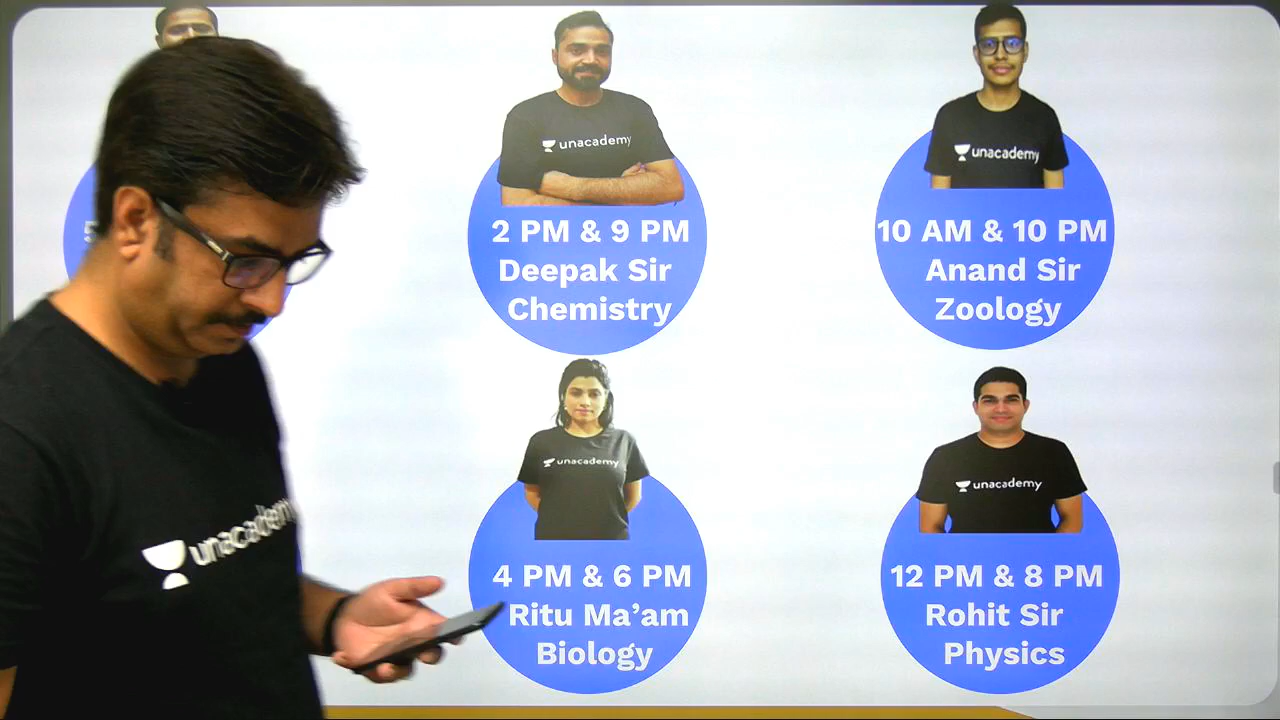 unacademy
2 PM & 9 PM
Deepak Sir
Chemistry
unacademy
10 AM & 10 PM
Anand Sir
Zoology
unacademy
4 PM & 6 PM
Ritu Ma’am
Biology
unacademy
12 PM & 8 PM
Rohit Sir
Physics
unacademy